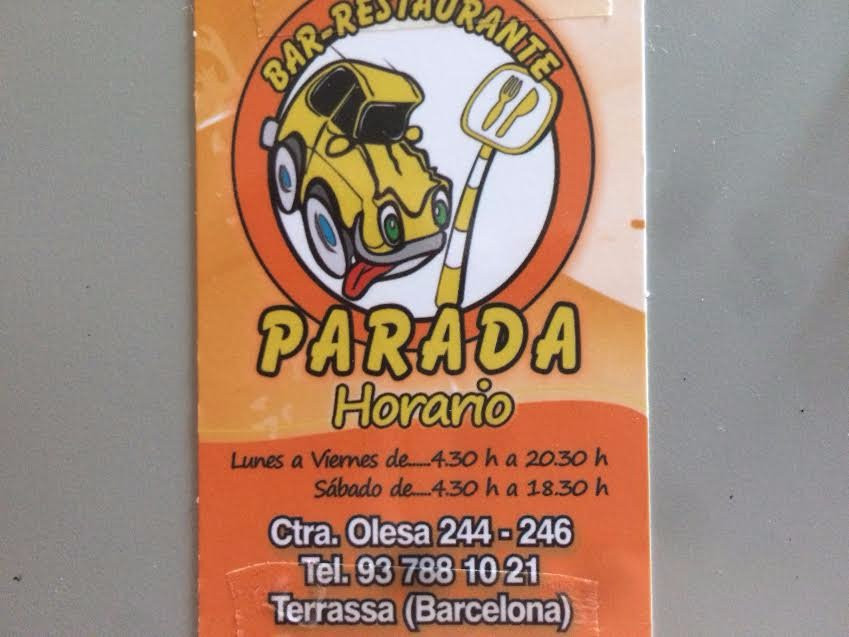 BAR-RESTAURANTE
PARADA
Horario
Lunes a Viernes de.....4.30 h a 20.30 h
Sábado de.....4.30 h a 18.30 h
Ctra. Olesa 244 - 246
Tel. 93 788 10 21
Terrassa (Barcelona)